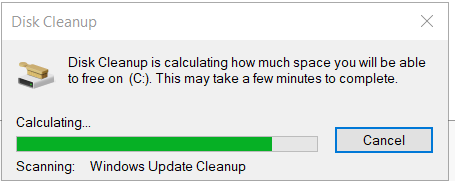 Disk Cleanup
Disk Cleanup is calculating how much space you will be able
to free on  (C:). This may take a few minutes to complete.
Calculating...
Cancel
Scanning:    Windows Update Cleanup